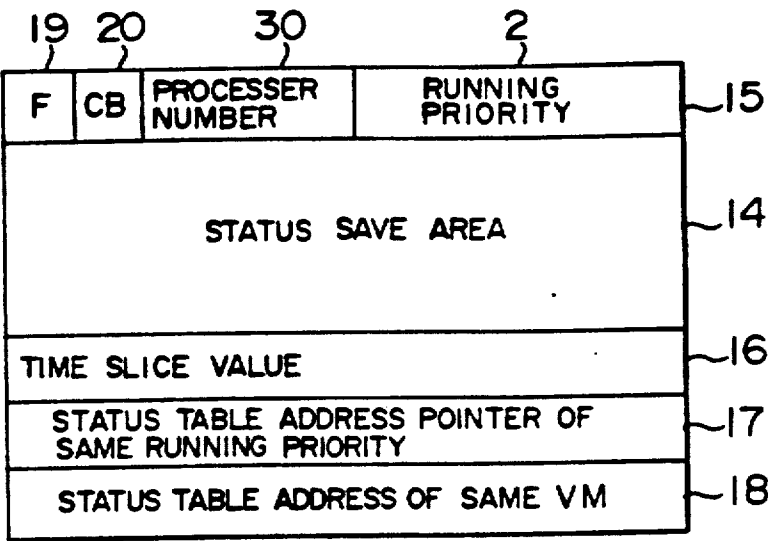 19 20 30 2
F CB PROCESSER NUMBER RUNNING PRIORITY 15
STATUS SAVE AREA 14
TIME SLICE VALUE 16
STATUS TABLE ADDRESS POINTER OF
SAME RUNNING PRIORITY 17
STATUS TABLE ADDRESS OF SAME VM 18